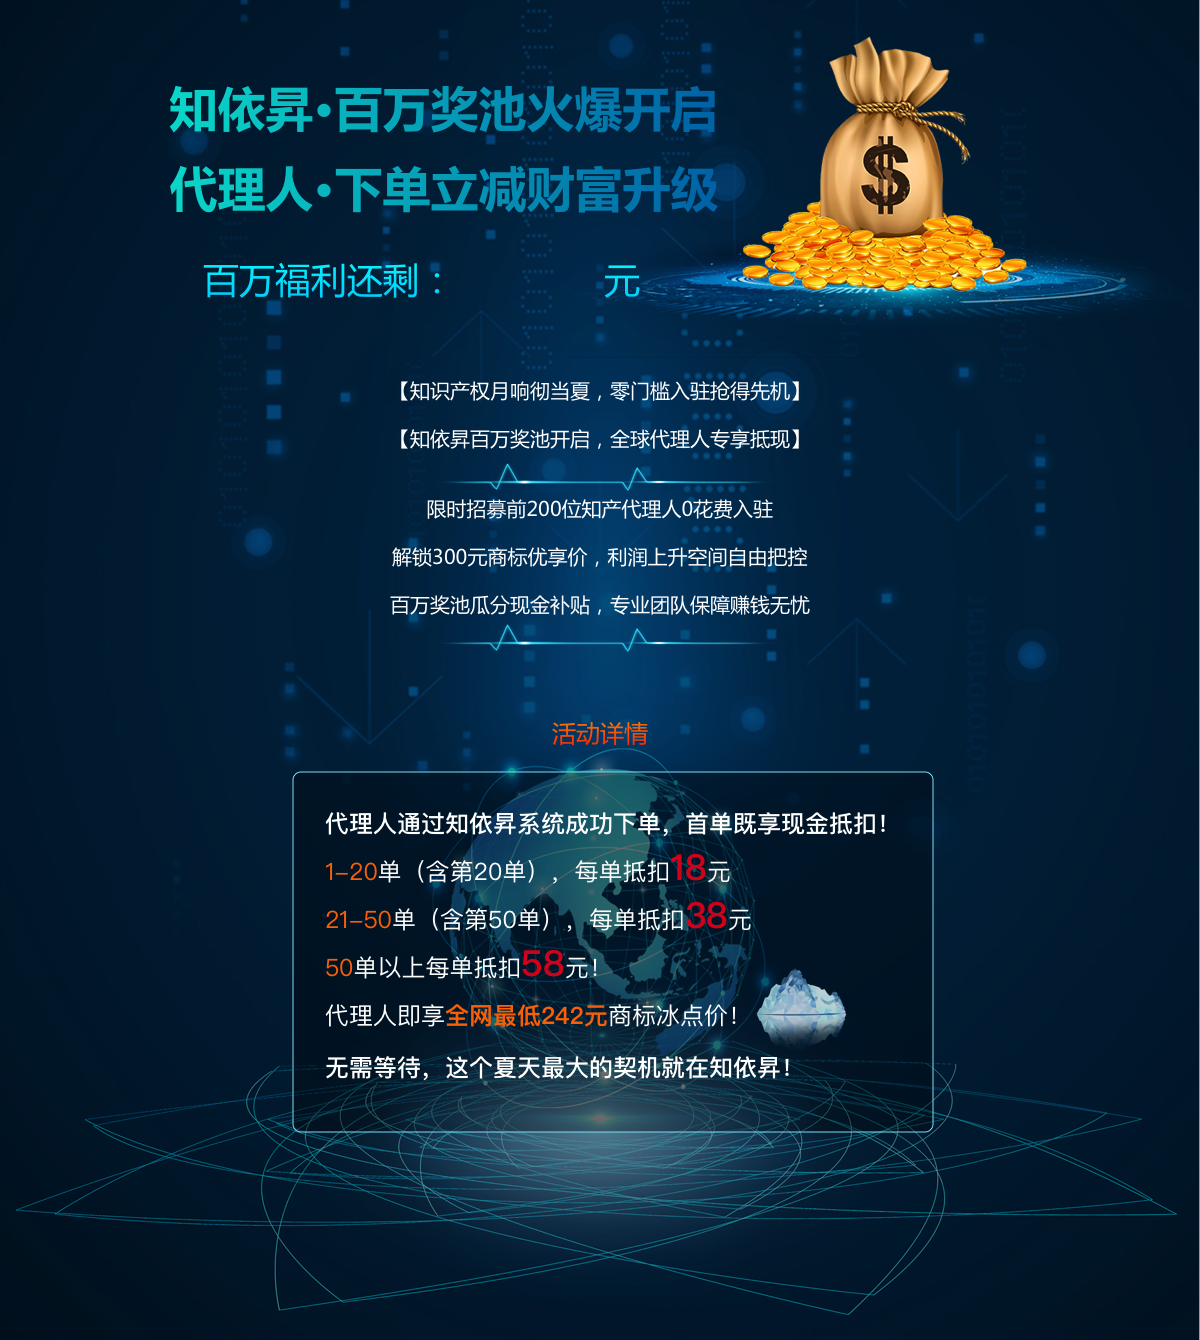 知依昇·百万奖池火爆开启
代理人·下单立减财富升级
百万福利还剩： 元
【知识产权月响彻当夏，零门槛入驻抢得先机】
【知依昇百万奖池开启，全球代理人专享抵现】
限时招募前200位知产代理人0花费入驻
解锁300元商标优享价，利润上升空间自由把控
百万奖池瓜分现金补贴，专业团队保障赚钱无忧
活动详情
代理人通过知依昇系统成功下单，首单既享现金抵扣！
1-20单（含第20单），每单抵扣18元
21-50单（含第50单），每单抵扣38元
50单以上每单抵扣58元！
代理人即享全网最低242元商标冰点价！
无需等待，这个夏天最大的契机就在知依昇！